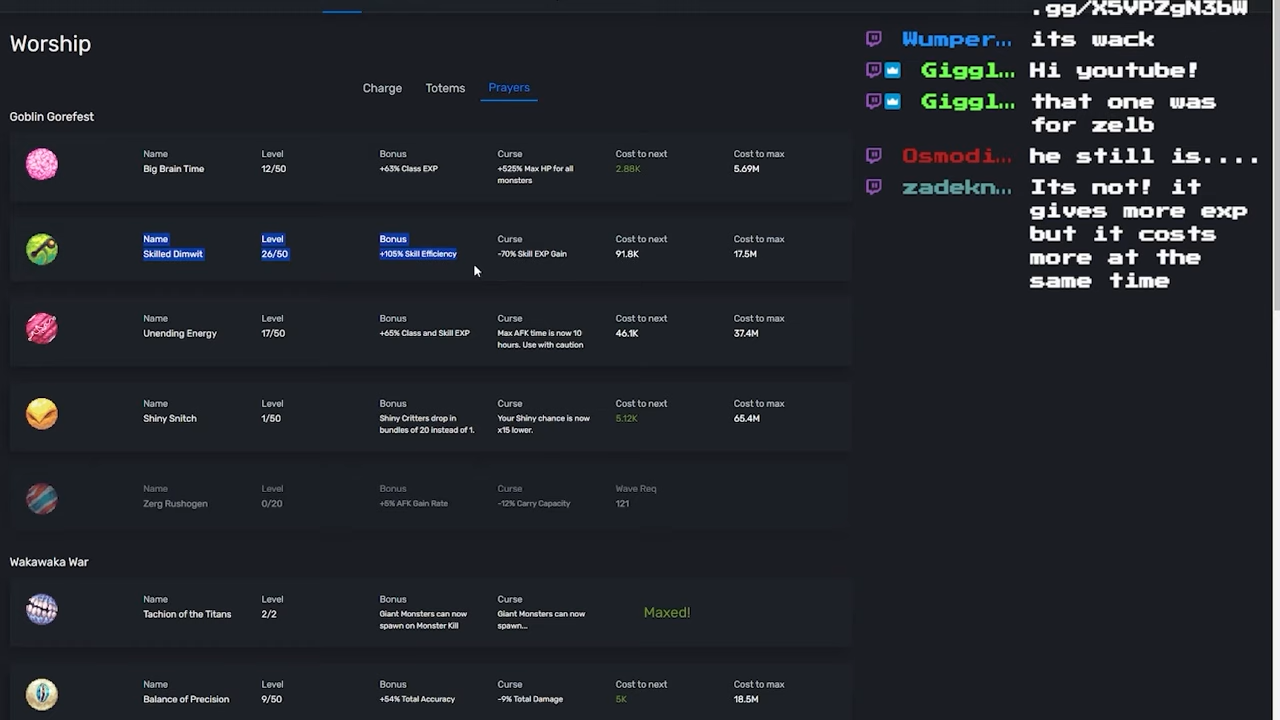 Worship
Charge Totems Prayers
Goblin Gorefest
Name Level Bonus Curse Cost to next Cost to max
Big Brain Time 12/50 +63% Class EXP +525% Max HP for all monsters 2.88K 5.69M
Name Level Bonus Curse Cost to next Cost to max
Skilled Dimwit 26/50 +105% Skill Efficiency -70% Skill EXP Gain 91.8K 17.5M
Name Level Bonus Curse Cost to next Cost to max
Unending Energy 17/50 +65% Class and Skill EXP Max AFK time is now 10 hours. Use with caution 46.1K 37.4M
Name Level Bonus Curse Cost to next Cost to max
Shiny Snitch 1/50 Shiny Critters drop in bundles of 20 instead of 1. Your Shiny chance is now x15 lower. 5.12K 65.4M
Name Level Bonus Curse Wave Req
Zerg Rushogen 0/20 +5% AFK Gain Rate -12% Carry Capacity 121
Wakawaka War
Name Level Bonus Curse
Tachion of the Titans 2/2 Giant Monsters can now spawn on Monster Kill Giant Monsters can now spawn... Maxed!
Name Level Bonus Curse Cost to next Cost to max
Balance of Precision 9/50 +54% Total Accuracy -9% Total Damage 5K 18.5M
.gg/X5VPZgN3bW
Wumper... its wack
Giggl... Hi youtube!
Giggl... that one was
for zelb
Osmodi... he still is....
zadekn... Its not! it
gives more exp
but it costs
more at the
same time